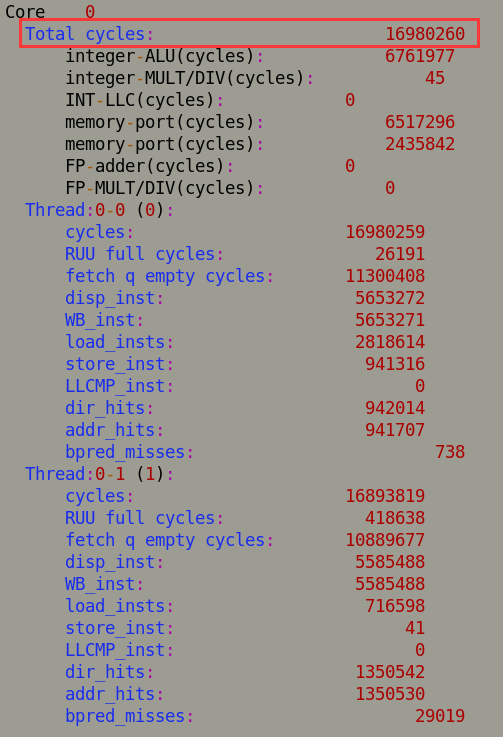 Core    0
Total cycles:    16980260
integer-ALU(cycles):    6761977
integer-MULT/DIV(cycles):    45
INT-LLC(cycles):    0
memory-port(cycles):    6517296
memory-port(cycles):    2435842
FP-adder(cycles):    0
FP-MULT/DIV(cycles):    0
Thread:0-0 (0):
cycles:    16980259
RUU full cycles:    26191
fetch q empty cycles:    11300408
disp_inst:    5653272
WB_inst:    5653271
load_insts:    2818614
store_inst:    941316
LLCMP_inst:    0
dir_hits:    942014
addr_hits:    941707
bpred_misses:    738
Thread:0-1 (1):
cycles:    16893819
RUU full cycles:    418638
fetch q empty cycles:    10889677
disp_inst:    5585488
WB_inst:    5585488
load_insts:    716598
store_inst:    41
LLCMP_inst:    0
dir_hits:    1350542
addr_hits:    1350530
bpred_misses:    29019